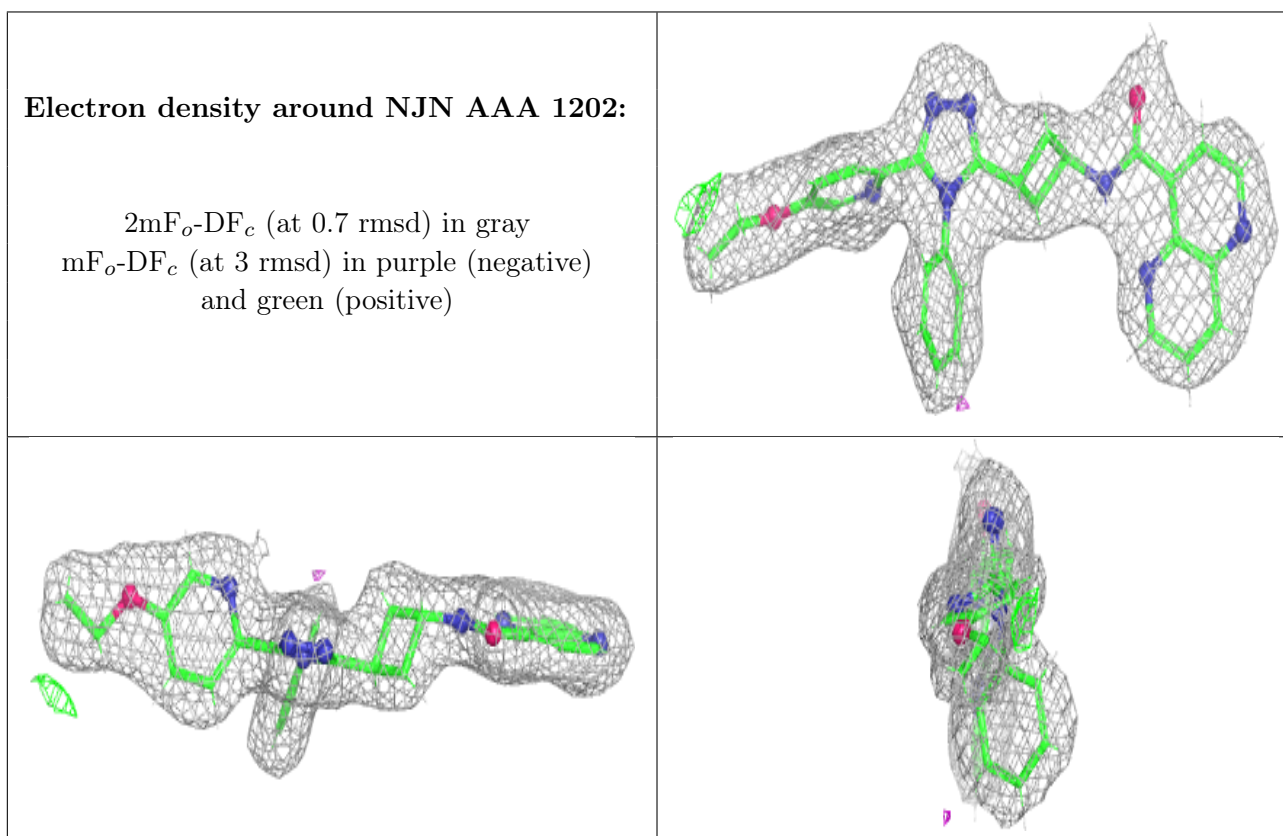 Electron density around NJN AAA 1202:
2mFo-DFc (at 0.7 rmsd) in gray
mFo-DFc (at 3 rmsd) in purple (negative)
and green (positive)